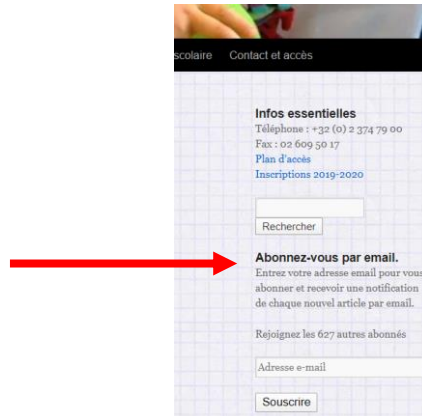 scolaire Contact et accès
Infos essentielles
Téléphone : +32 (0) 2 374 79 00
Fax : 02 609 50 17
Plan d'accès
Inscriptions 2019-2020
Rechercher
Abonnez-vous par email.
Entrez votre adresse email pour vous
abonner et recevoir une notification
de chaque nouvel article par email.
Rejoignez les 627 autres abonnés
Adresse e-mail
Souscrire